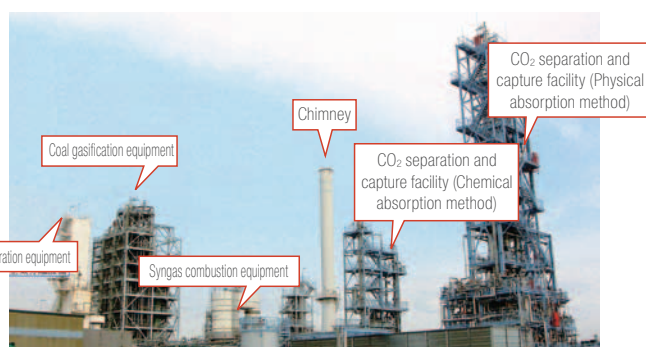 CO₂ separation and
capture facility (Physical
absorption method)
Chimney
Coal gasification equipment
CO₂ separation and
capture facility (Chemical
absorption method)
equipment
Syngas combustion equipment